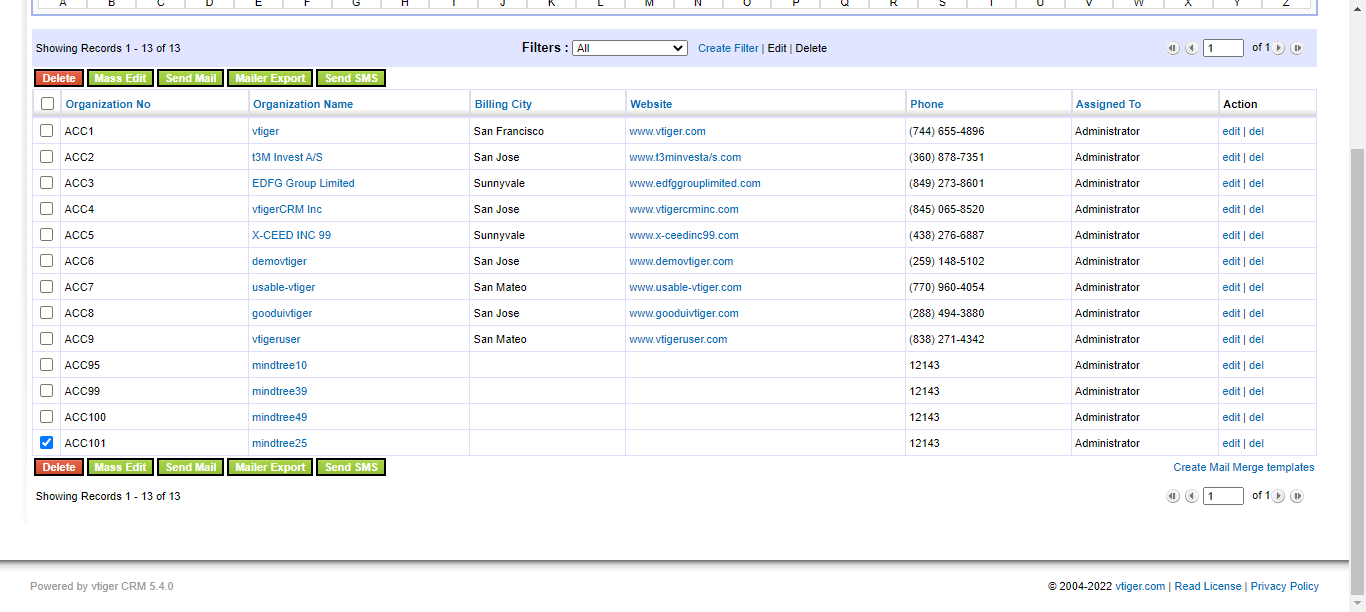 A B C D E F G H I J K L M N O P Q R S T U V W X Y Z
Showing Records 1 - 13 of 13 Filters : All Create Filter | Edit | Delete 1 of 1
Delete Mass Edit Send Mail Mailer Export Send SMS
Organization No Organization Name Billing City Website Phone Assigned To Action
ACC1 vtiger San Francisco www.vtiger.com (744) 655-4896 Administrator edit | del
ACC2 t3M Invest A/S San Jose www.t3minvesta/s.com (360) 878-7351 Administrator edit | del
ACC3 EDFG Group Limited Sunnyvale www.edfggrouplimited.com (849) 273-8601 Administrator edit | del
ACC4 vtigerCRM Inc San Jose www.vtigercrminc.com (845) 065-8520 Administrator edit | del
ACC5 X-CEED INC 99 Sunnyvale www.x-ceedinc99.com (438) 276-6887 Administrator edit | del
ACC6 demovtiger San Jose www.demovtiger.com (259) 148-5102 Administrator edit | del
ACC7 usable-vtiger San Mateo www.usable-vtiger.com (770) 960-4054 Administrator edit | del
ACC8 gooduivtiger San Jose www.gooduivtiger.com (288) 494-3880 Administrator edit | del
ACC9 vtigeruser San Mateo www.vtigeruser.com (838) 271-4342 Administrator edit | del
ACC95 mindtree10 12143 Administrator edit | del
ACC99 mindtree39 12143 Administrator edit | del
ACC100 mindtree49 12143 Administrator edit | del
ACC101 mindtree25 12143 Administrator edit | del
Delete Mass Edit Send Mail Mailer Export Send SMS Create Mail Merge templates
Showing Records 1 - 13 of 13 1 of 1
Powered by vtiger CRM 5.4.0 © 2004-2022 vtiger.com | Read License | Privacy Policy